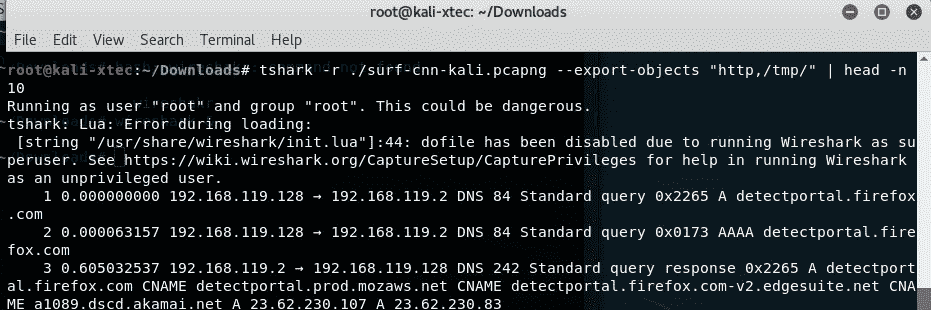 root@kali-xtec: ~/Downloads
File Edit View Search Terminal Help
root@kali-xtec:~/Downloads# tshark -r ./surf-cnn-kali.pcapng --export-objects "http,/tmp/" | head -n
10
Running as user "root" and group "root". This could be dangerous.
tshark: Lua: Error during loading:
[string "/usr/share/wireshark/init.lua"]:44: dofile has been disabled due to running Wireshark as su
peruser. See https://wiki.wireshark.org/CaptureSetup/CapturePrivileges for help in running Wireshark
as an unprivileged user.
1 0.000000000 192.168.119.128 → 192.168.119.2 DNS 84 Standard query 0x2265 A detectportal.firefox
.com
2 0.000063157 192.168.119.128 → 192.168.119.2 DNS 84 Standard query 0x0173 AAAA detectportal.fire
fox.com
3 0.605032537 192.168.119.2 → 192.168.119.128 DNS 242 Standard query response 0x2265 A detectport
al.firefox.com CNAME detectportal.prod.mozaws.net CNAME detectportal.firefox.com-v2.edgesuite.net CNA
ME a1089.dscd.akamai.net A 23.62.230.107 A 23.62.230.83